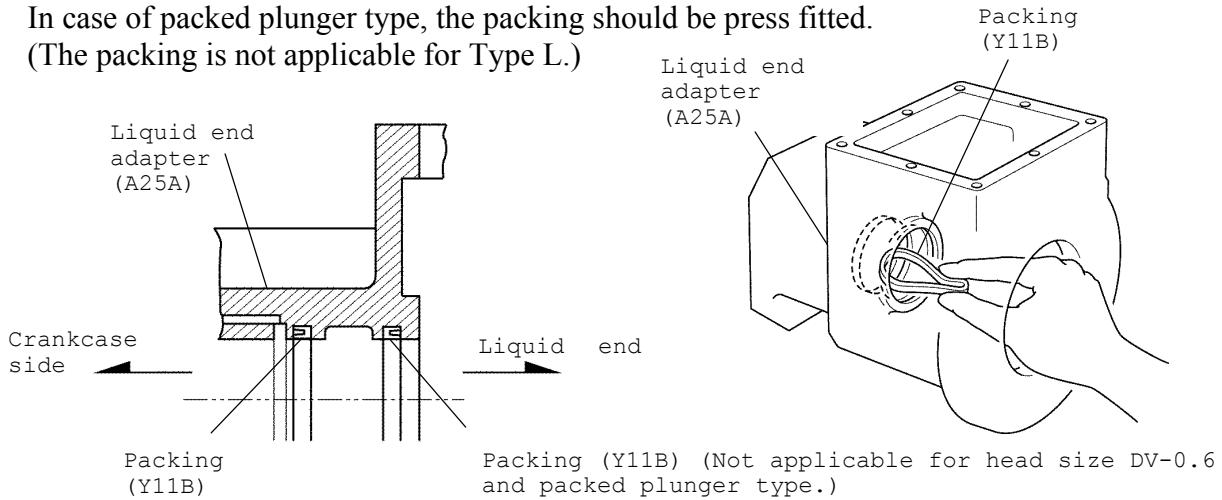 In case of packed plunger type, the packing should be press fitted.
(The packing is not applicable for Type L.)
Packing
(Y11B)
Liquid end
adapter
(A25A)
Liquid end
adapter
(A25A)
Crankcase
side
Liquid end
Packing
(Y11B)
Packing (Y11B) (Not applicable for head size DV-0.6
and packed plunger type.)